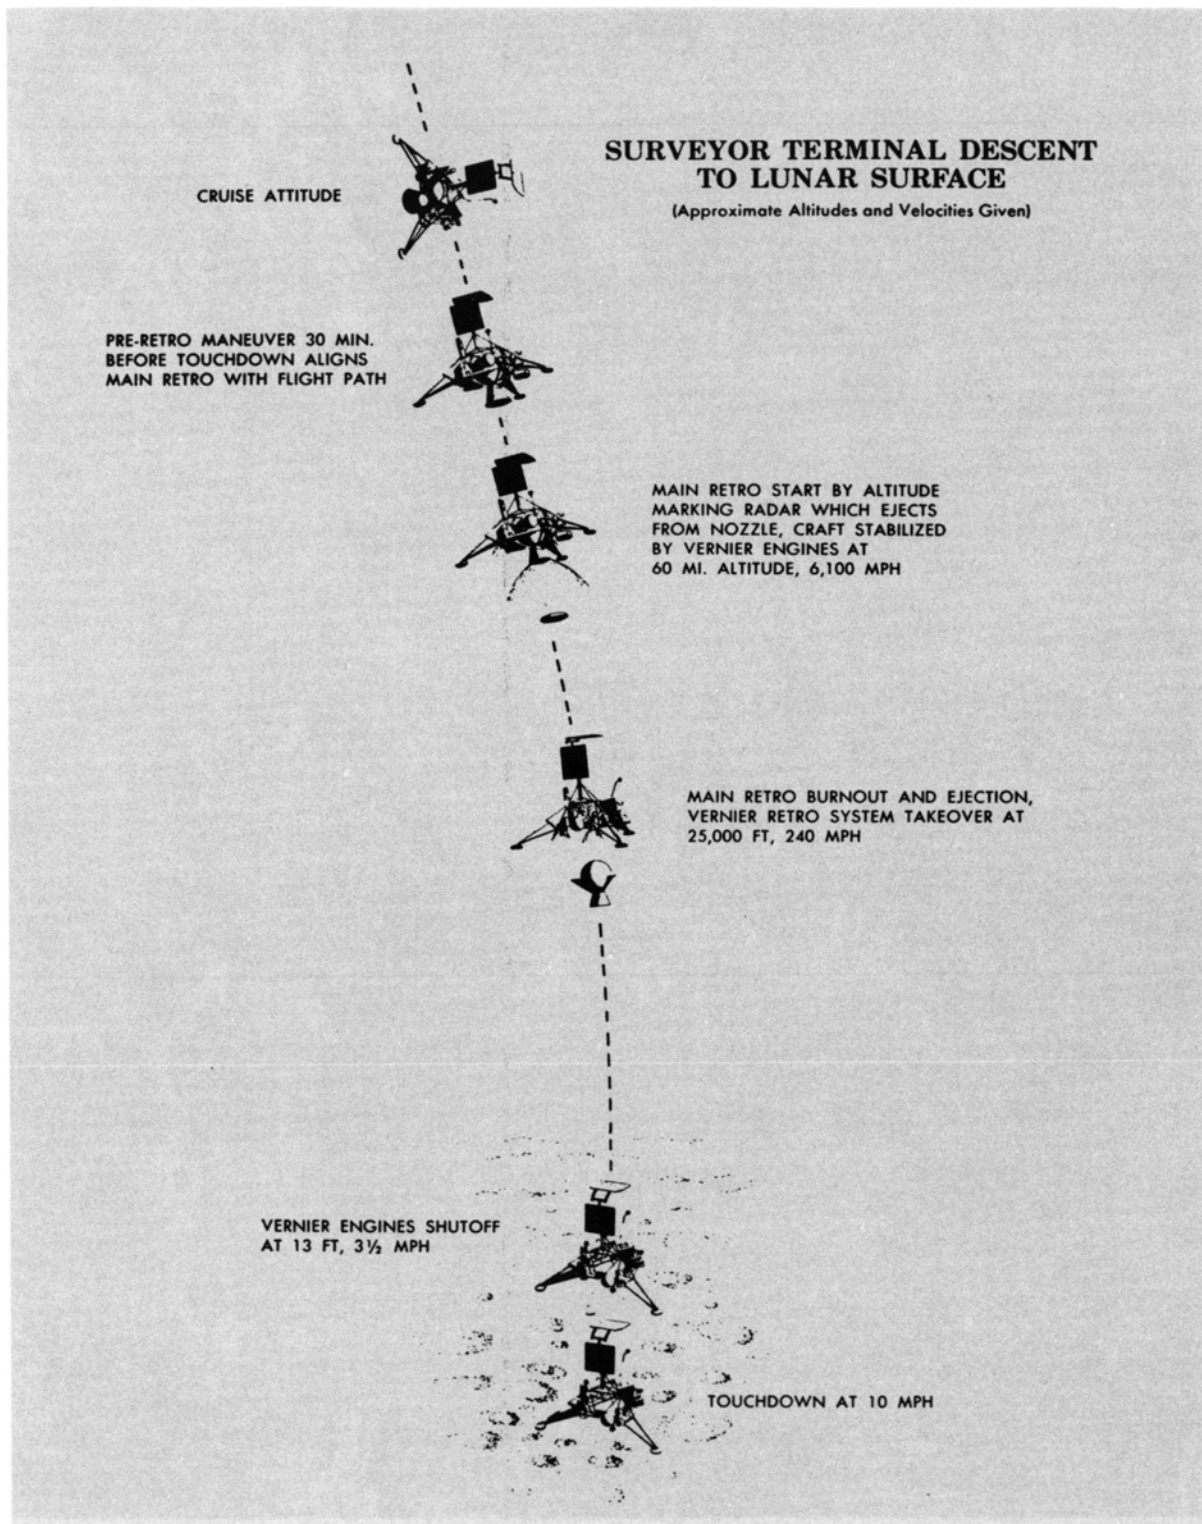 SURVEYOR TERMINAL DESCENT
TO LUNAR SURFACE
(Approximate Altitudes and Velocities Given)
CRUISE ATTITUDE
PRE-RETRO MANEUVER 30 MIN.
BEFORE TOUCHDOWN ALIGNS
MAIN RETRO WITH FLIGHT PATH
MAIN RETRO START BY ALTITUDE
MARKING RADAR WHICH EJECTS
FROM NOZZLE, CRAFT STABILIZED
BY VERNIER ENGINES AT
60 MI. ALTITUDE, 6,100 MPH
MAIN RETRO BURNOUT AND EJECTION,
VERNIER RETRO SYSTEM TAKEOVER AT
25,000 FT, 240 MPH
VERNIER ENGINES SHUTOFF
AT 13 FT, 3½ MPH
TOUCHDOWN AT 10 MPH